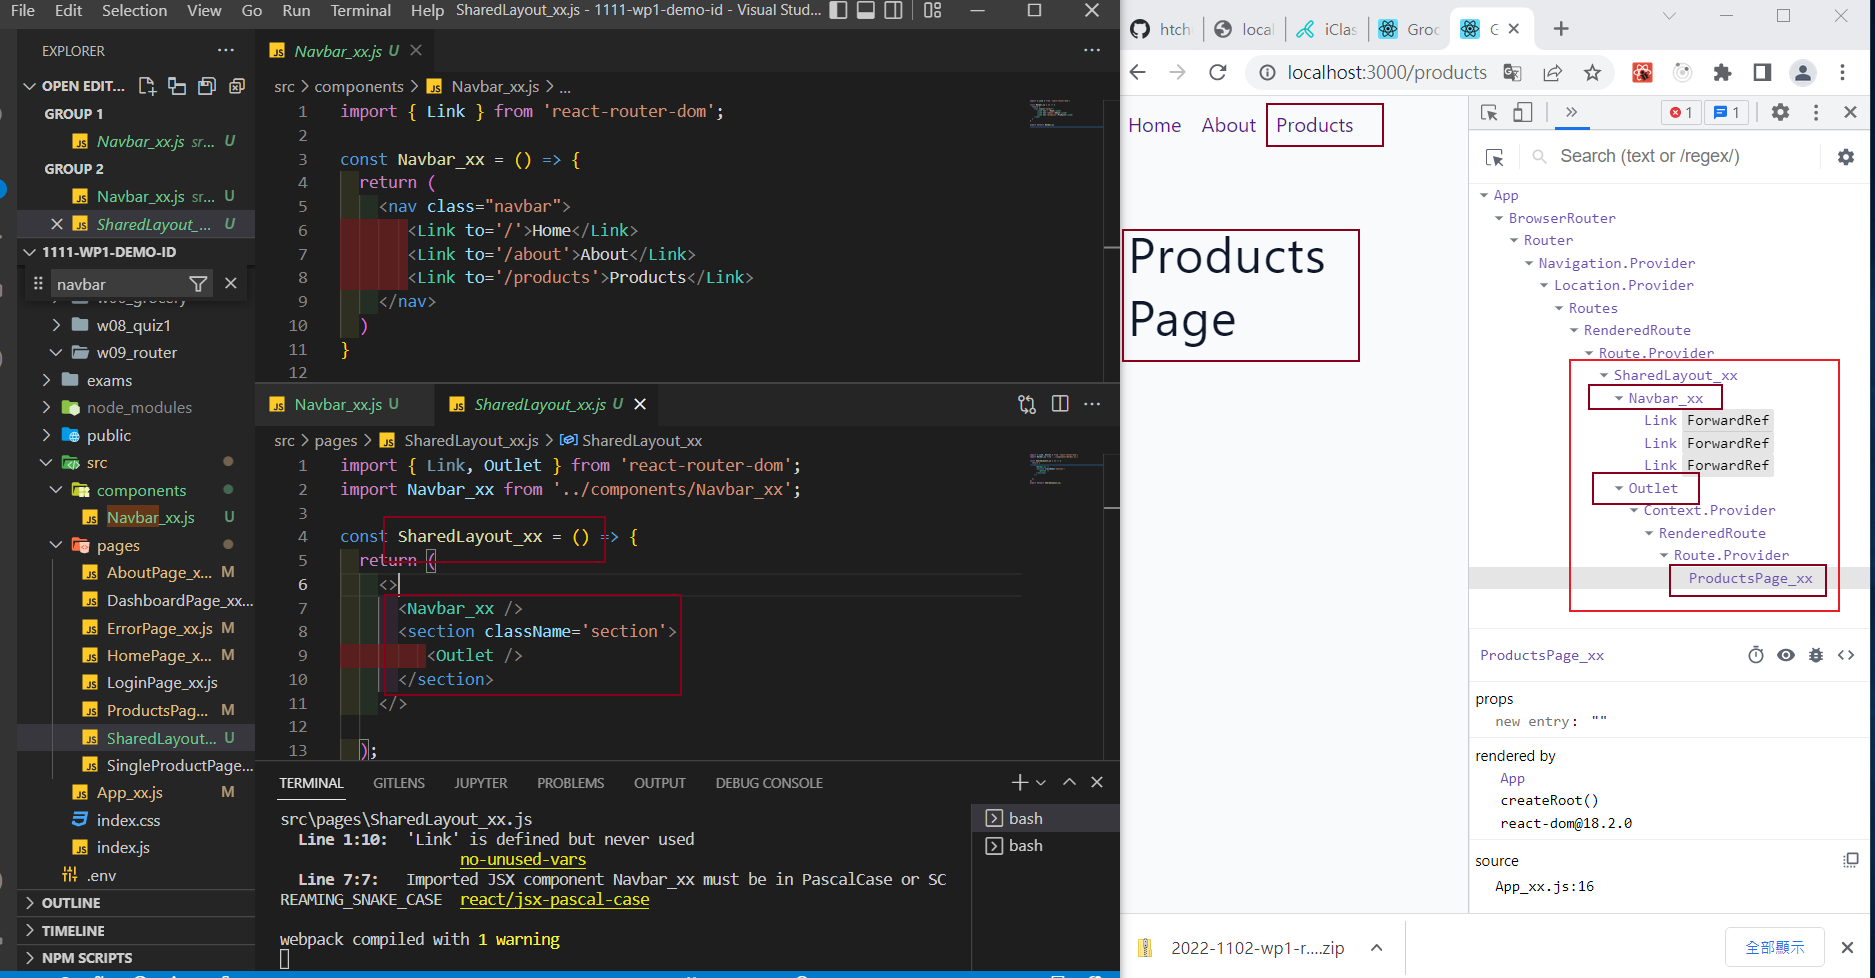 File Edit Selection View Go Run Terminal Help SharedLayout_xx.js - 1111-wp1-demo-id - Visual Stud...
EXPLORER
OPEN EDIT...
GROUP 1
Navbar_xx.js sr... U
GROUP 2
Navbar_xx.js sr... U
SharedLayout_... U
1111-WP1-DEMO-ID
navbar
w08_quiz1
w09_router
exams
node_modules
public
src
components
Navbar_xx.js U
pages
AboutPage_x... M
DashboardPage_xx...
ErrorPage_xx.js M
HomePage_x... M
LoginPage_xx.js
ProductsPag... M
SharedLayout... U
SingleProductPage...
App_xx.js M
index.css
index.js
.env
OUTLINE
TIMELINE
NPM SCRIPTS
Navbar_xx.js U
src > components > Navbar_xx.js > ...
1 import { Link } from 'react-router-dom';
2
3 const Navbar_xx = () => {
4 return (
5 <nav class="navbar">
6 <Link to='/'>Home</Link>
7 <Link to='/about'>About</Link>
8 <Link to='/products'>Products</Link>
9 </nav>
10 )
11 }
12
Navbar_xx.js U SharedLayout_xx.js U
src > pages > SharedLayout_xx.js > SharedLayout_xx
1 import { Link, Outlet } from 'react-router-dom';
2 import Navbar_xx from '../components/Navbar_xx';
3
4 const SharedLayout_xx = () => {
5 return (
6 <>
7 <Navbar_xx />
8 <section className='section'>
9 <Outlet />
10 </section>
11 </>
12
13 );
TERMINAL GITLENS JUPYTER PROBLEMS OUTPUT DEBUG CONSOLE
src\pages\SharedLayout_xx.js
Line 1:10: 'Link' is defined but never used
no-unused-vars
Line 7:7: Imported JSX component Navbar_xx must be in PascalCase or SC
REAMING_SNAKE_CASE react/jsx-pascal-case
webpack compiled with 1 warning
bash
bash
htch local iClas Groc G
localhost:3000/products
Home About Products
Products
Page
1 1
Search (text or /regex/)
App
BrowserRouter
Router
Navigation.Provider
Location.Provider
Routes
RenderedRoute
Route.Provider
SharedLayout_xx
Navbar_xx
Link ForwardRef
Link ForwardRef
Link ForwardRef
Outlet
Context.Provider
RenderedRoute
Route.Provider
ProductsPage_xx
ProductsPage_xx
props
new entry: ""
rendered by
App
createRoot()
react-dom@18.2.0
source
App_xx.js:16
2022-1102-wp1-r....zip
全部顯示